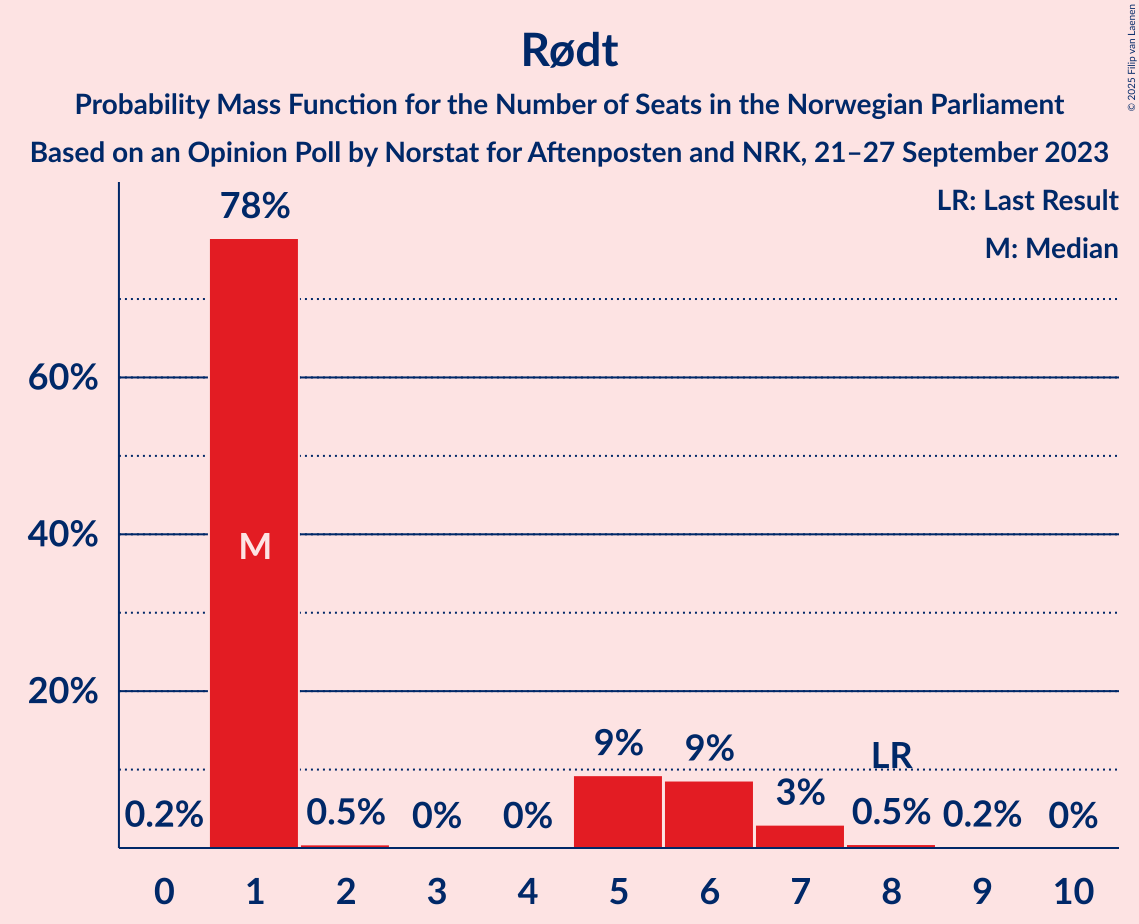 Rødt
Probability Mass Function for the Number of Seats in the Norwegian Parliament
Based on an Opinion Poll by Norstat for Aftenposten and NRK, 21–27 September 2023
© 2025 Filip van Laenen
LR: Last Result
M: Median
78%
60%
40%
M
20%
9%
9%
LR
3%
0.2%
0.5%
0%
0%
0.5%
0.2%
0%
0 1 2 3 4 5 6 7 8 9 10